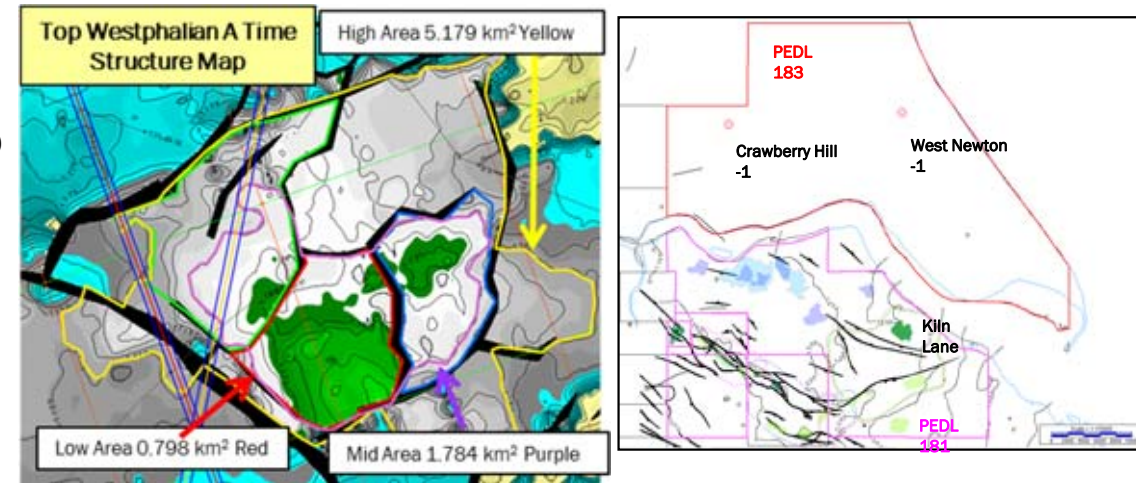 Top Westphalian A Time
Structure Map
High Area 5.179 km² Yellow
Low Area 0.798 km² Red
Mid Area 1.784 km² Purple
PEDL
183
Crawberry Hill
-1
West Newton
-1
Kiln
Lane
PEDL
181